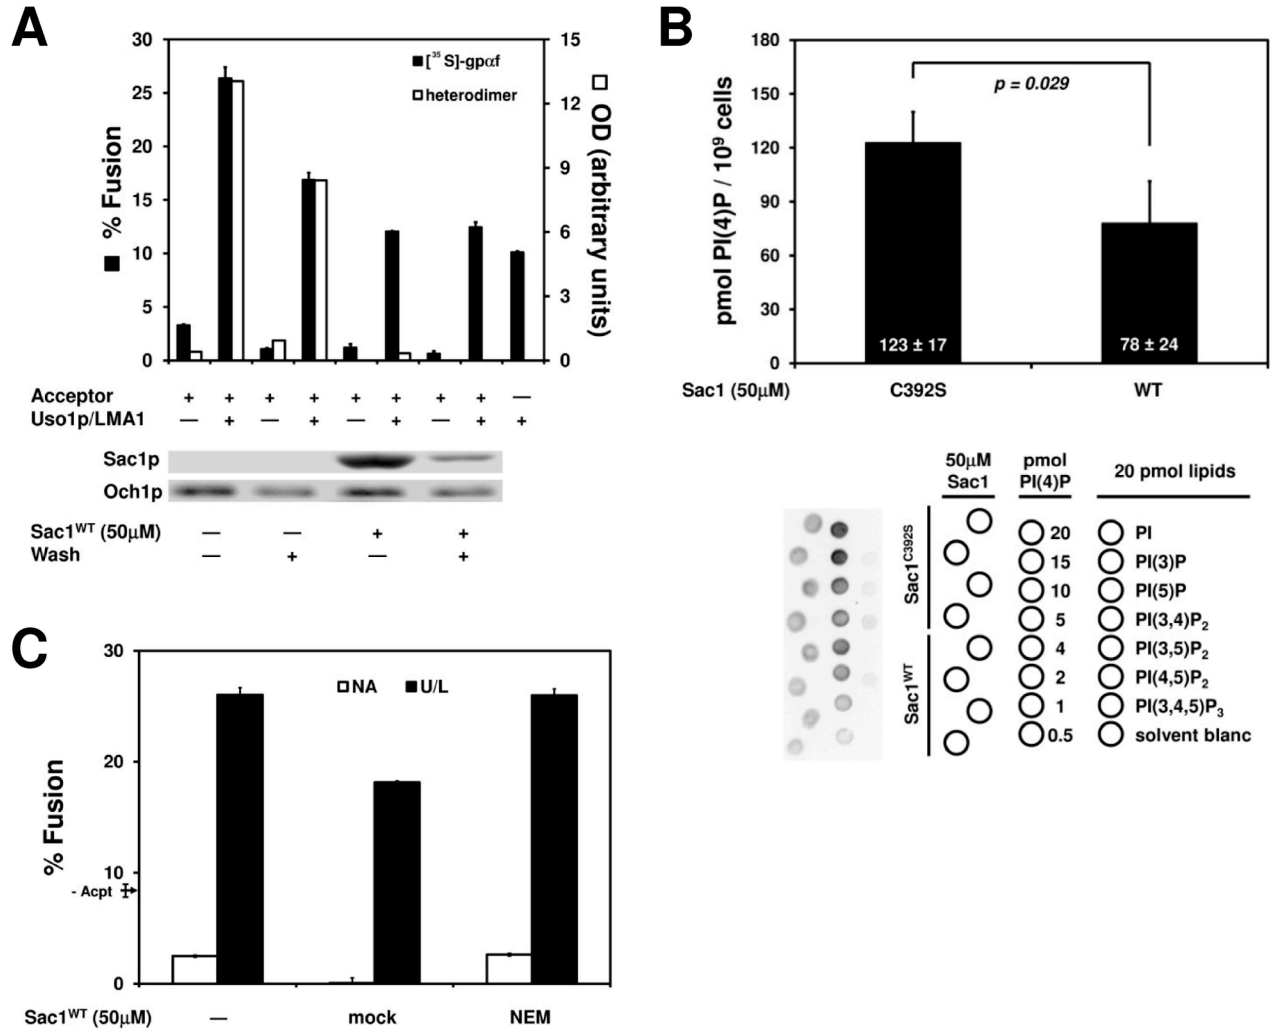 A
30
25
20
15
10
5
0
■ % Fusion
■ [³⁵S]-gpαf
□ heterodimer
15
12
9
6
3
0
□ OD (arbitrary units)
Acceptor + + + + + + + + —
Uso1p/LMA1 — + — + — + — + +
Sac1p
Och1p
Sac1ᵂᵀ (50μM) — — + +
Wash — + — +
B
180
150
120
90
60
30
0
pmol PI(4)P / 10⁹ cells
p = 0.029
123 ± 17
78 ± 24
Sac1 (50μM) C392S WT
50μM Sac1
pmol PI(4)P
20 pmol lipids
Sac1ᶜ³⁹²ˢ
Sac1ᵂᵀ
20 PI
15 PI(3)P
10 PI(5)P
5 PI(3,4)P₂
4 PI(3,5)P₂
2 PI(4,5)P₂
1 PI(3,4,5)P₃
0.5 solvent blanc
C
30
20
10
0
% Fusion
- Acpt
□ NA ■ U/L
Sac1ᵂᵀ (50μM) — mock NEM